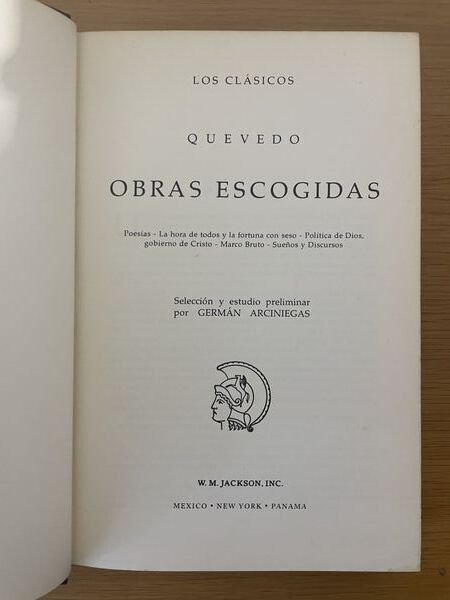 LOS CLÁSICOS
QUEVEDO
OBRAS ESCOGIDAS
Poesías - La hora de todos y la fortuna con seso - Política de Dios,
gobierno de Cristo - Marco Bruto - Sueños y Discursos
Selección y estudio preliminar
por GERMÁN ARCINIEGAS
W. M. JACKSON, INC.
MEXICO • NEW YORK • PANAMA